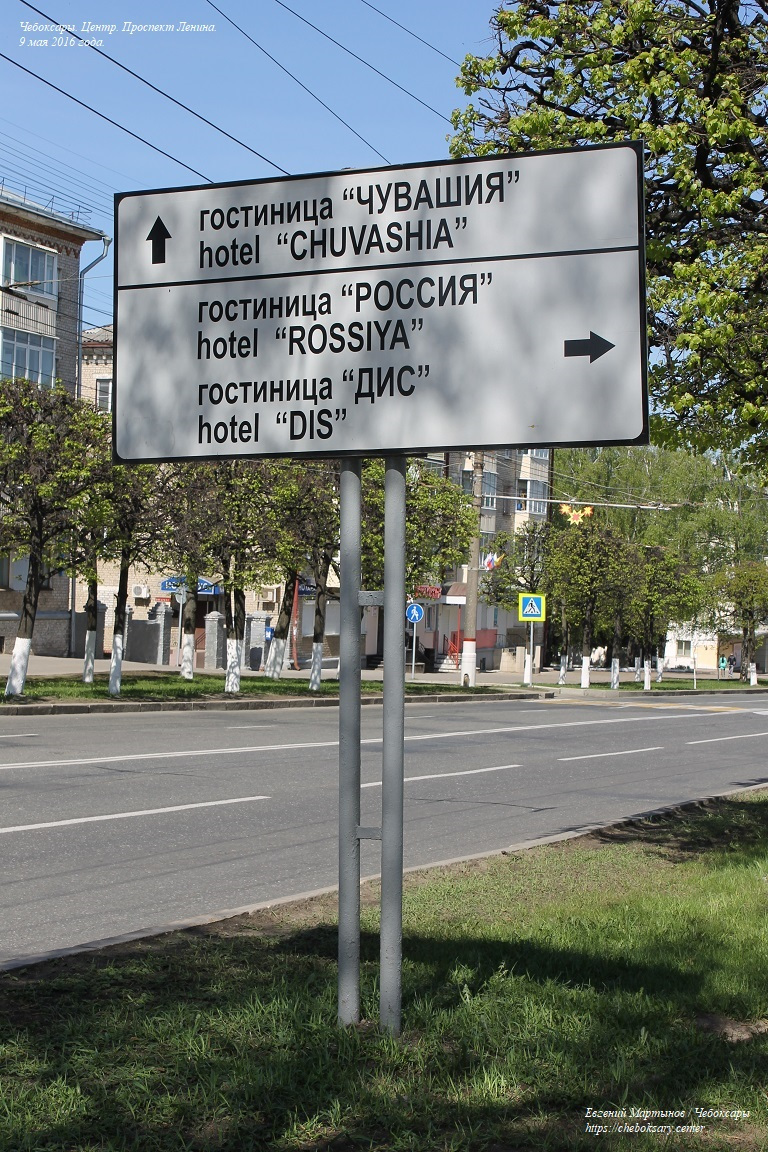 Чебоксары. Центр. Проспект Ленина.
9 мая 2016 года.
гостиница “ЧУВАШИЯ”
hotel “CHUVASHIA”
гостиница “РОССИЯ”
hotel “ROSSIYA”
гостиница “ДИС”
hotel “DIS”
Евгений Мартынов / Чебоксары
https://cheboksary.center